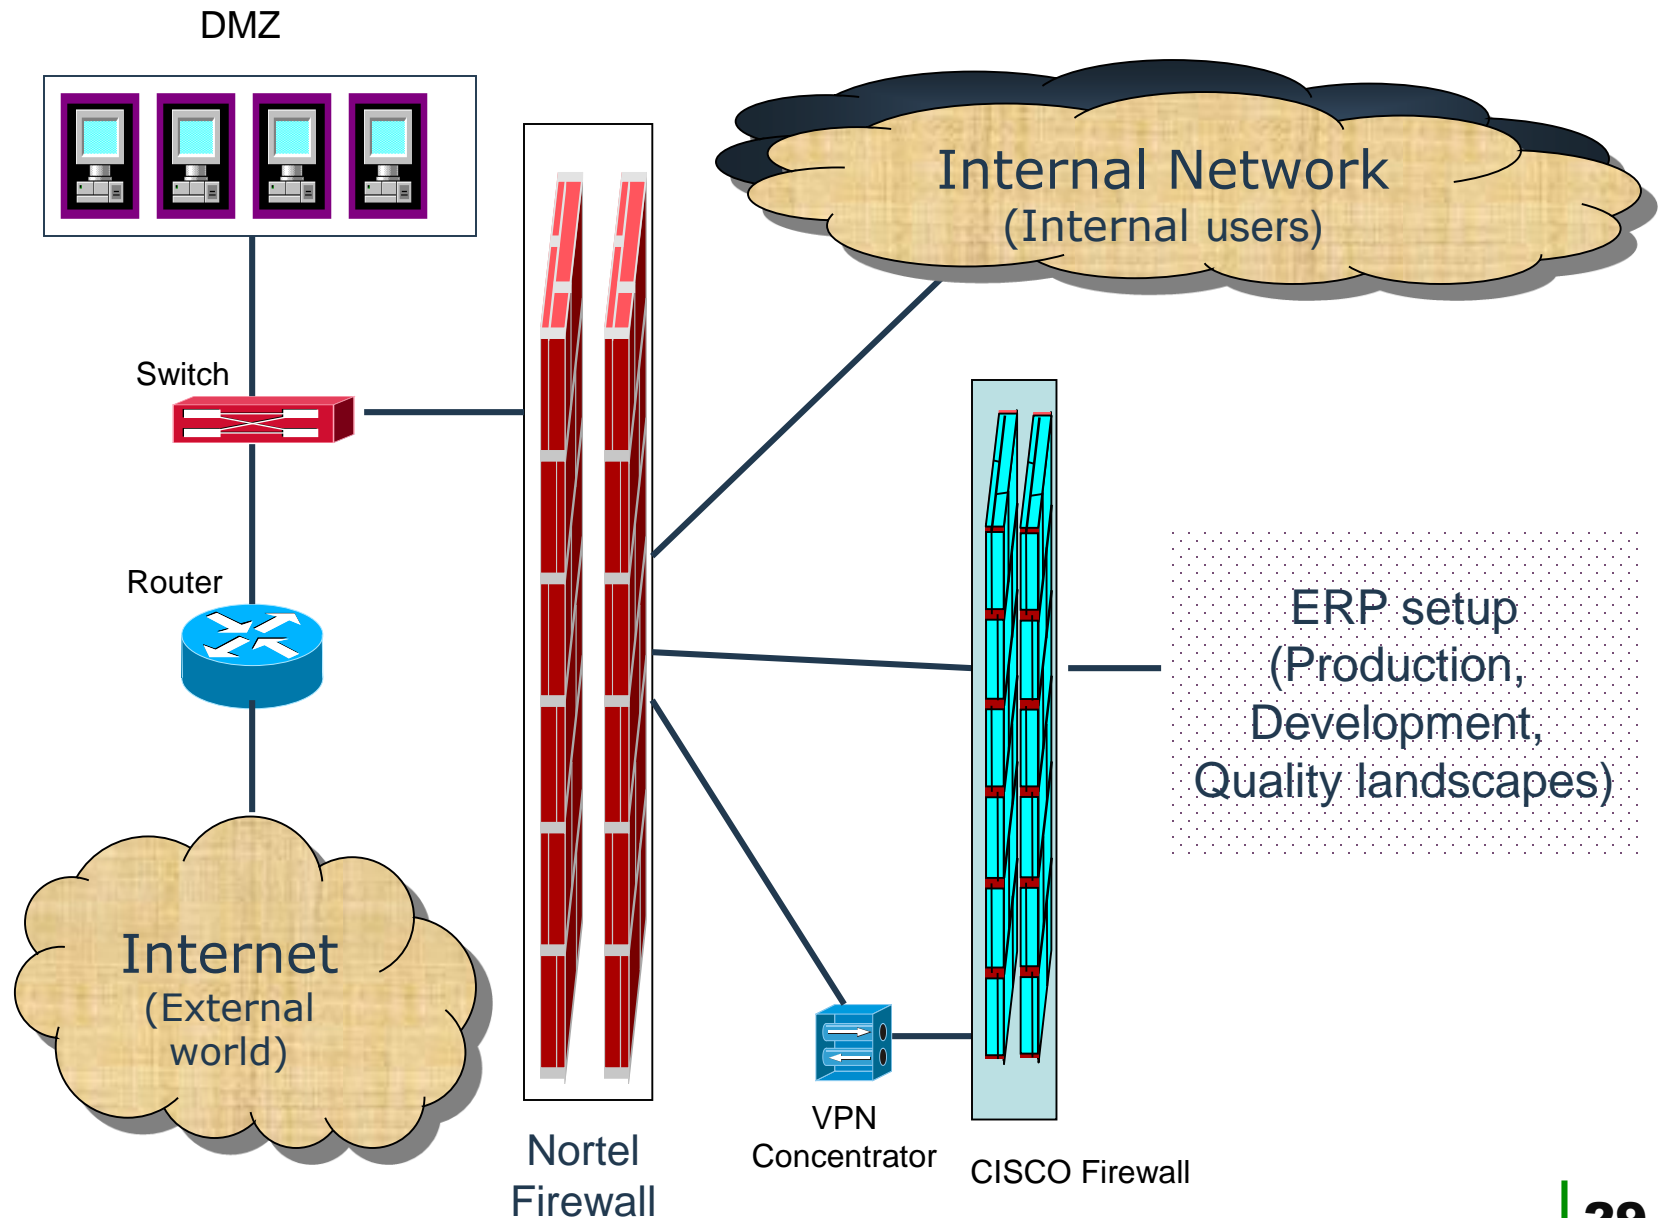 DMZ
Internal Network
(Internal users)
Switch
Router
ERP setup
(Production,
Development,
Quality landscapes)
Internet
(External
world)
VPN
Concentrator
CISCO Firewall
Nortel
Firewall
29